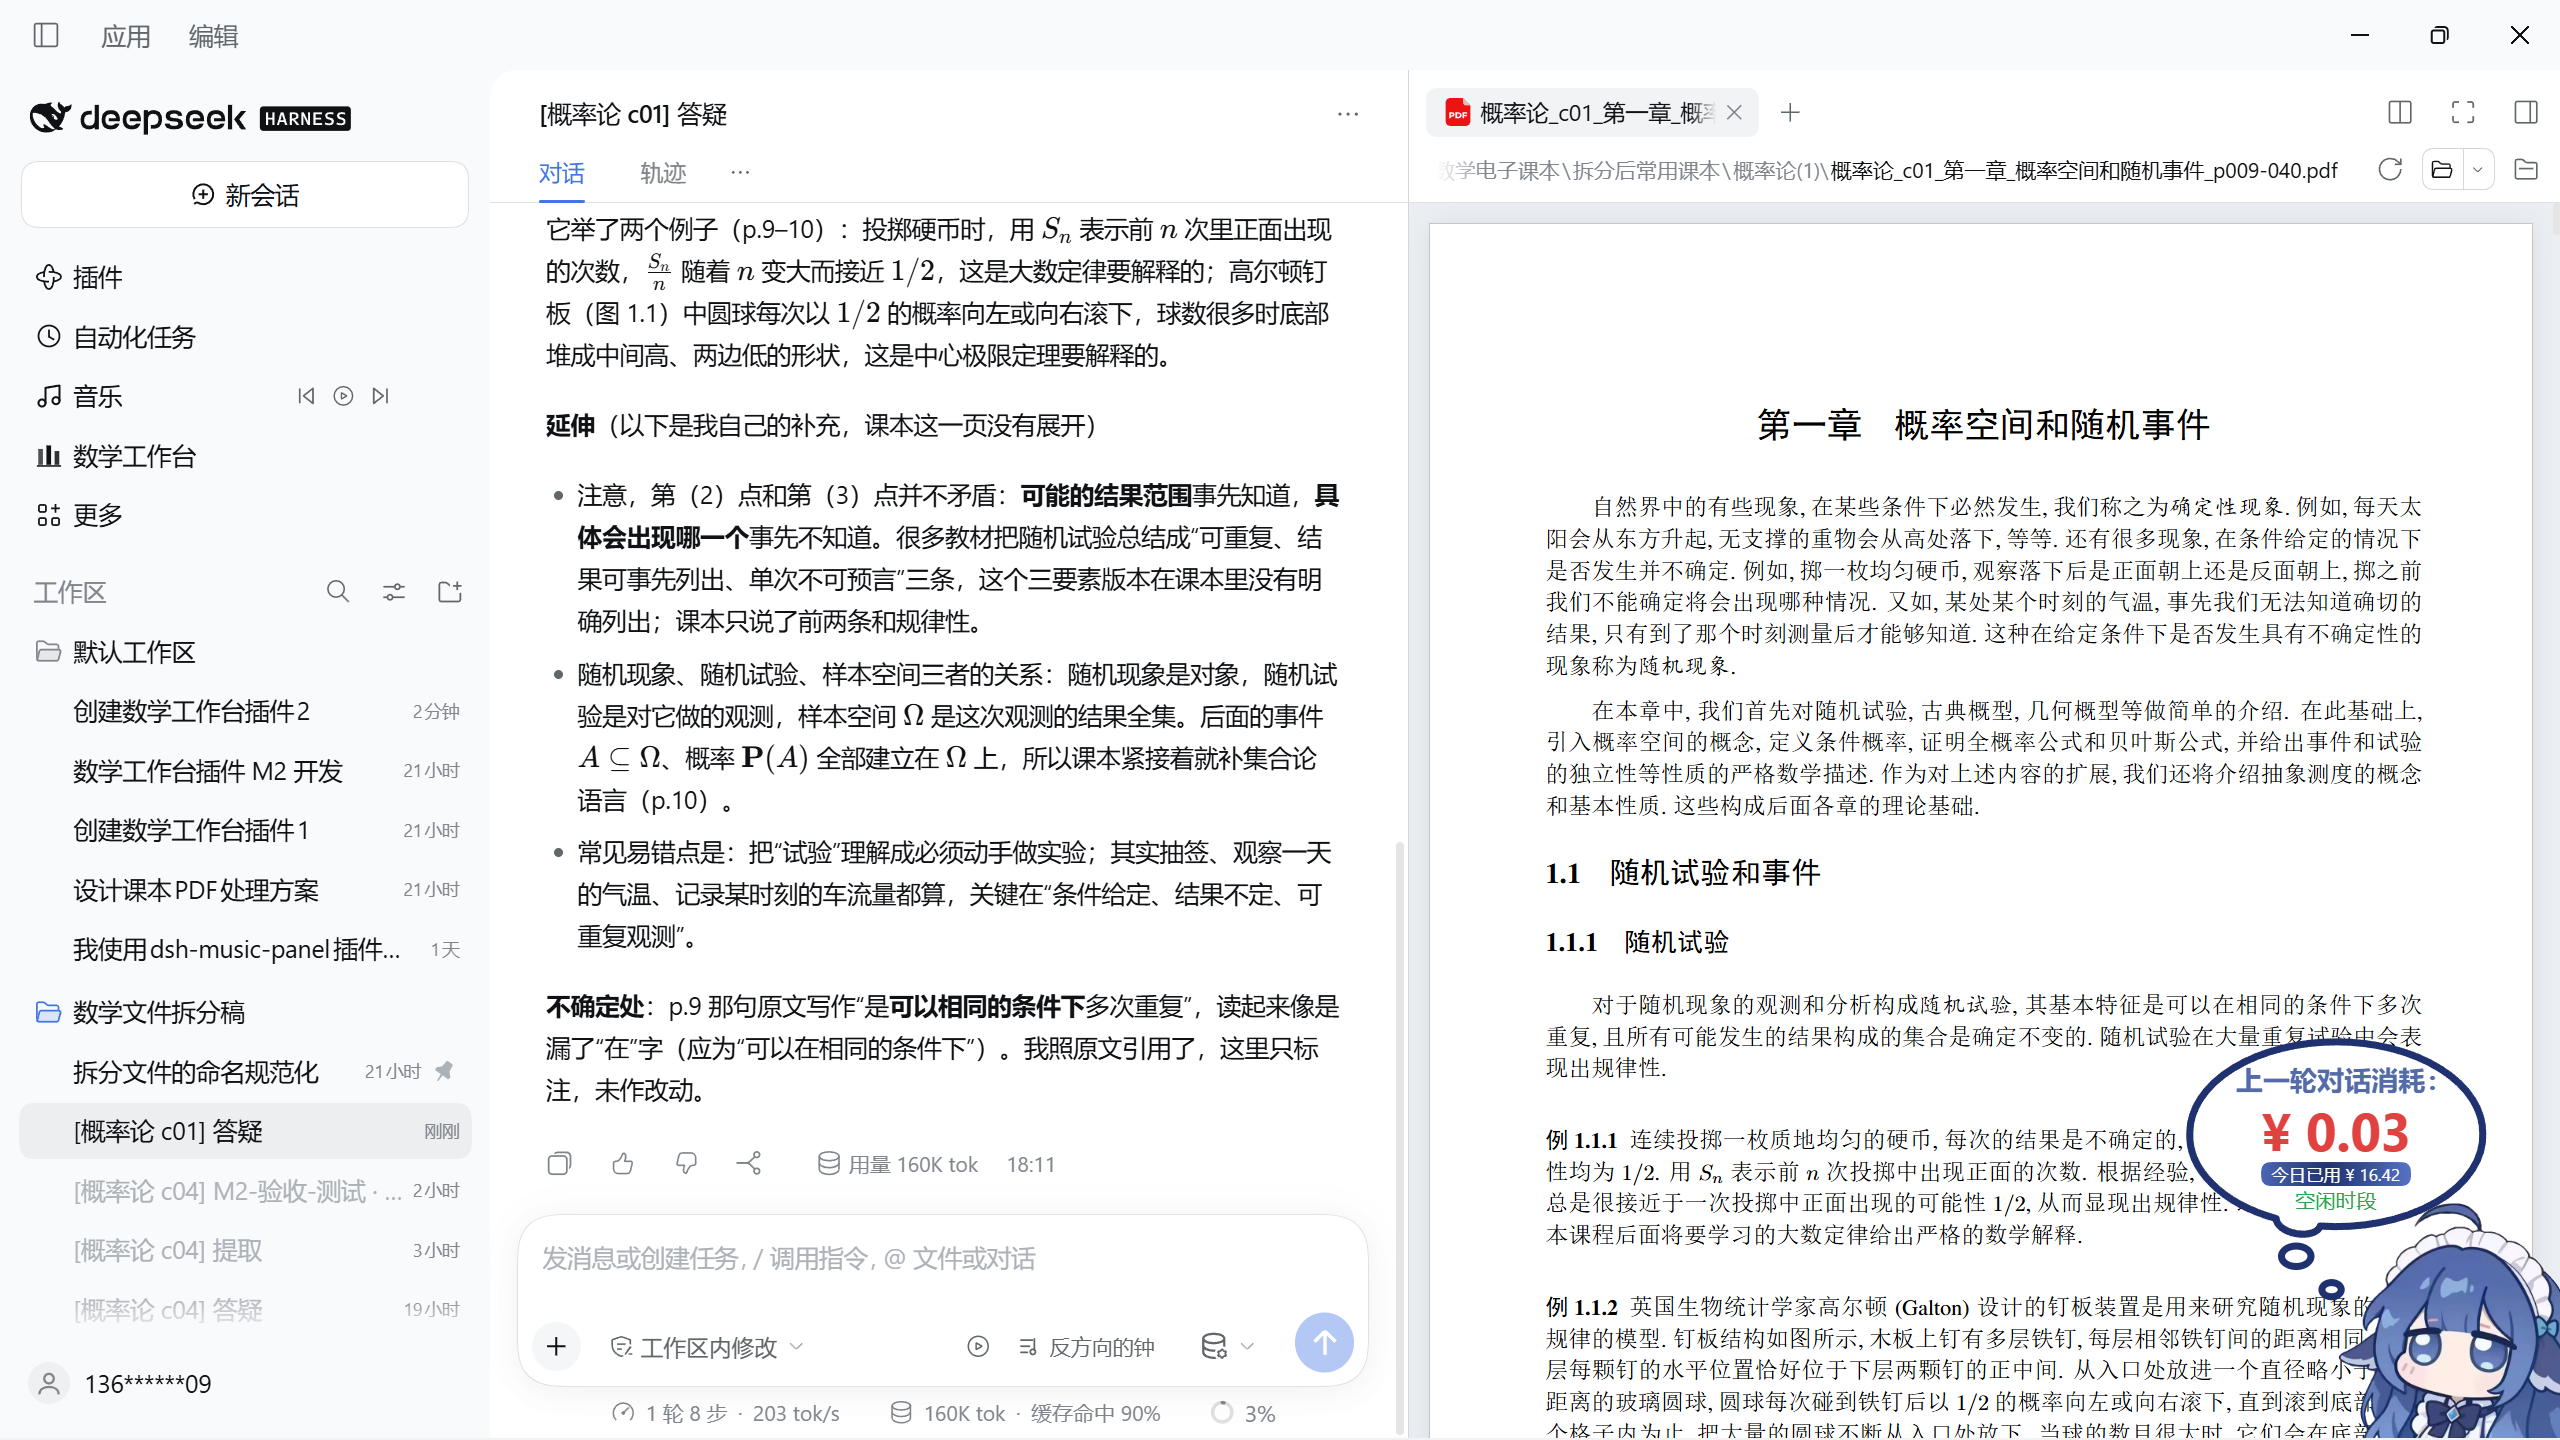 应用 编辑
deepseek HARNESS
新会话
插件
自动化任务
音乐
数学工作台
更多
工作区
默认工作区
创建数学工作台插件2 2分钟
数学工作台插件 M2 开发 21小时
创建数学工作台插件1 21小时
设计课本PDF处理方案 21小时
我使用dsh-music-panel插件... 1天
数学文件拆分稿
拆分文件的命名规范化 21小时
[概率论 c01] 答疑 刚刚
[概率论 c04] M2-验收-测试 · ... 2小时
[概率论 c04] 提取 3小时
[概率论 c04] 答疑 19小时
136******09
[概率论 c01] 答疑
对话 轨迹
它举了两个例子（p.9–10）：投掷硬币时，用 Sₙ 表示前 n 次里正面出现
的次数，Sₙ/n 随着 n 变大而接近 1/2，这是大数定律要解释的；高尔顿钉
板（图 1.1）中圆球每次以 1/2 的概率向左或向右滚下，球数很多时底部
堆成中间高、两边低的形状，这是中心极限定理要解释的。
延伸（以下是我自己的补充，课本这一页没有展开）
• 注意，第（2）点和第（3）点并不矛盾：可能的结果范围事先知道，具
体会出现哪一个事先不知道。很多教材把随机试验总结成“可重复、结
果可事先列出、单次不可预言”三条，这个三要素版本在课本里没有明
确列出；课本只说了前两条和规律性。
• 随机现象、随机试验、样本空间三者的关系：随机现象是对象，随机试
验是对它做的观测，样本空间 Ω 是这次观测的结果全集。后面的事件
A ⊆ Ω、概率 P(A) 全部建立在 Ω 上，所以课本紧接着就补集合论
语言（p.10）。
• 常见易错点是：把“试验”理解成必须动手做实验；其实抽签、观察一天
的气温、记录某时刻的车流量都算，关键在“条件给定、结果不定、可
重复观测”。
不确定处：p.9 那句原文写作“是可以相同的条件下多次重复”，读起来像是
漏了“在”字（应为“可以在相同的条件下”）。我照原文引用了，这里只标
注，未作改动。
用量 160K tok 18:11
发消息或创建任务, / 调用指令, @ 文件或对话
工作区内修改 反方向的钟
1 轮 8 步 · 203 tok/s 160K tok · 缓存命中 90% 3%
PDF 概率论_c01_第一章_概率
数学电子课本\拆分后常用课本\概率论(1)\概率论_c01_第一章_概率空间和随机事件_p009-040.pdf
第一章 概率空间和随机事件
自然界中的有些现象, 在某些条件下必然发生, 我们称之为确定性现象. 例如, 每天太
阳会从东方升起, 无支撑的重物会从高处落下, 等等. 还有很多现象, 在条件给定的情况下
是否发生并不确定. 例如, 掷一枚均匀硬币, 观察落下后是正面朝上还是反面朝上, 掷之前
我们不能确定将会出现哪种情况. 又如, 某处某个时刻的气温, 事先我们无法知道确切的
结果, 只有到了那个时刻测量后才能够知道. 这种在给定条件下是否发生具有不确定性的
现象称为随机现象.
在本章中, 我们首先对随机试验, 古典概型, 几何概型等做简单的介绍. 在此基础上,
引入概率空间的概念, 定义条件概率, 证明全概率公式和贝叶斯公式, 并给出事件和试验
的独立性等性质的严格数学描述. 作为对上述内容的扩展, 我们还将介绍抽象测度的概念
和基本性质. 这些构成后面各章的理论基础.
1.1 随机试验和事件
1.1.1 随机试验
对于随机现象的观测和分析构成随机试验, 其基本特征是可以在相同的条件下多次
重复, 且所有可能发生的结果构成的集合是确定不变的. 随机试验在大量重复试验中会表
现出规律性.
例 1.1.1 连续投掷一枚质地均匀的硬币, 每次的结果是不确定的,
性均为 1/2. 用 Sₙ 表示前 n 次投掷中出现正面的次数. 根据经验,
总是很接近于一次投掷中正面出现的可能性 1/2, 从而显现出规律性.
本课程后面将要学习的大数定律给出严格的数学解释.
例 1.1.2 英国生物统计学家高尔顿 (Galton) 设计的钉板装置是用来研究随机现象的
规律的模型. 钉板结构如图所示, 木板上钉有多层铁钉, 每层相邻铁钉间的距离相同
层每颗钉的水平位置恰好位于下层两颗钉的正中间. 从入口处放进一个直径略小于
距离的玻璃圆球, 圆球每次碰到铁钉后以 1/2 的概率向左或向右滚下, 直到滚到底部
个格子内为止. 把大量的圆球不断从入口处放下, 当球的数目很大时, 它们会在底部
上一轮对话消耗:
¥ 0.03
今日已用 ¥ 16.42
空闲时段